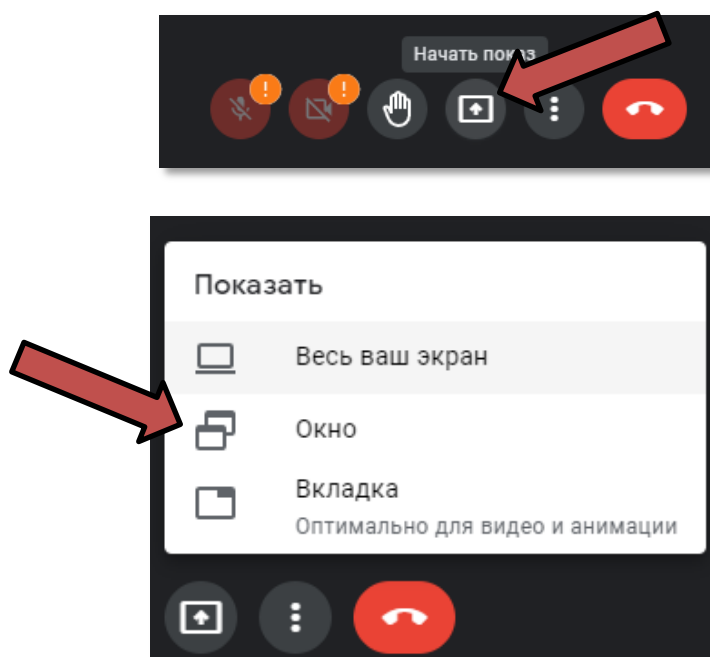 Начать показ
!
!
Показать
Весь ваш экран
Окно
Вкладка
Оптимально для видео и анимации